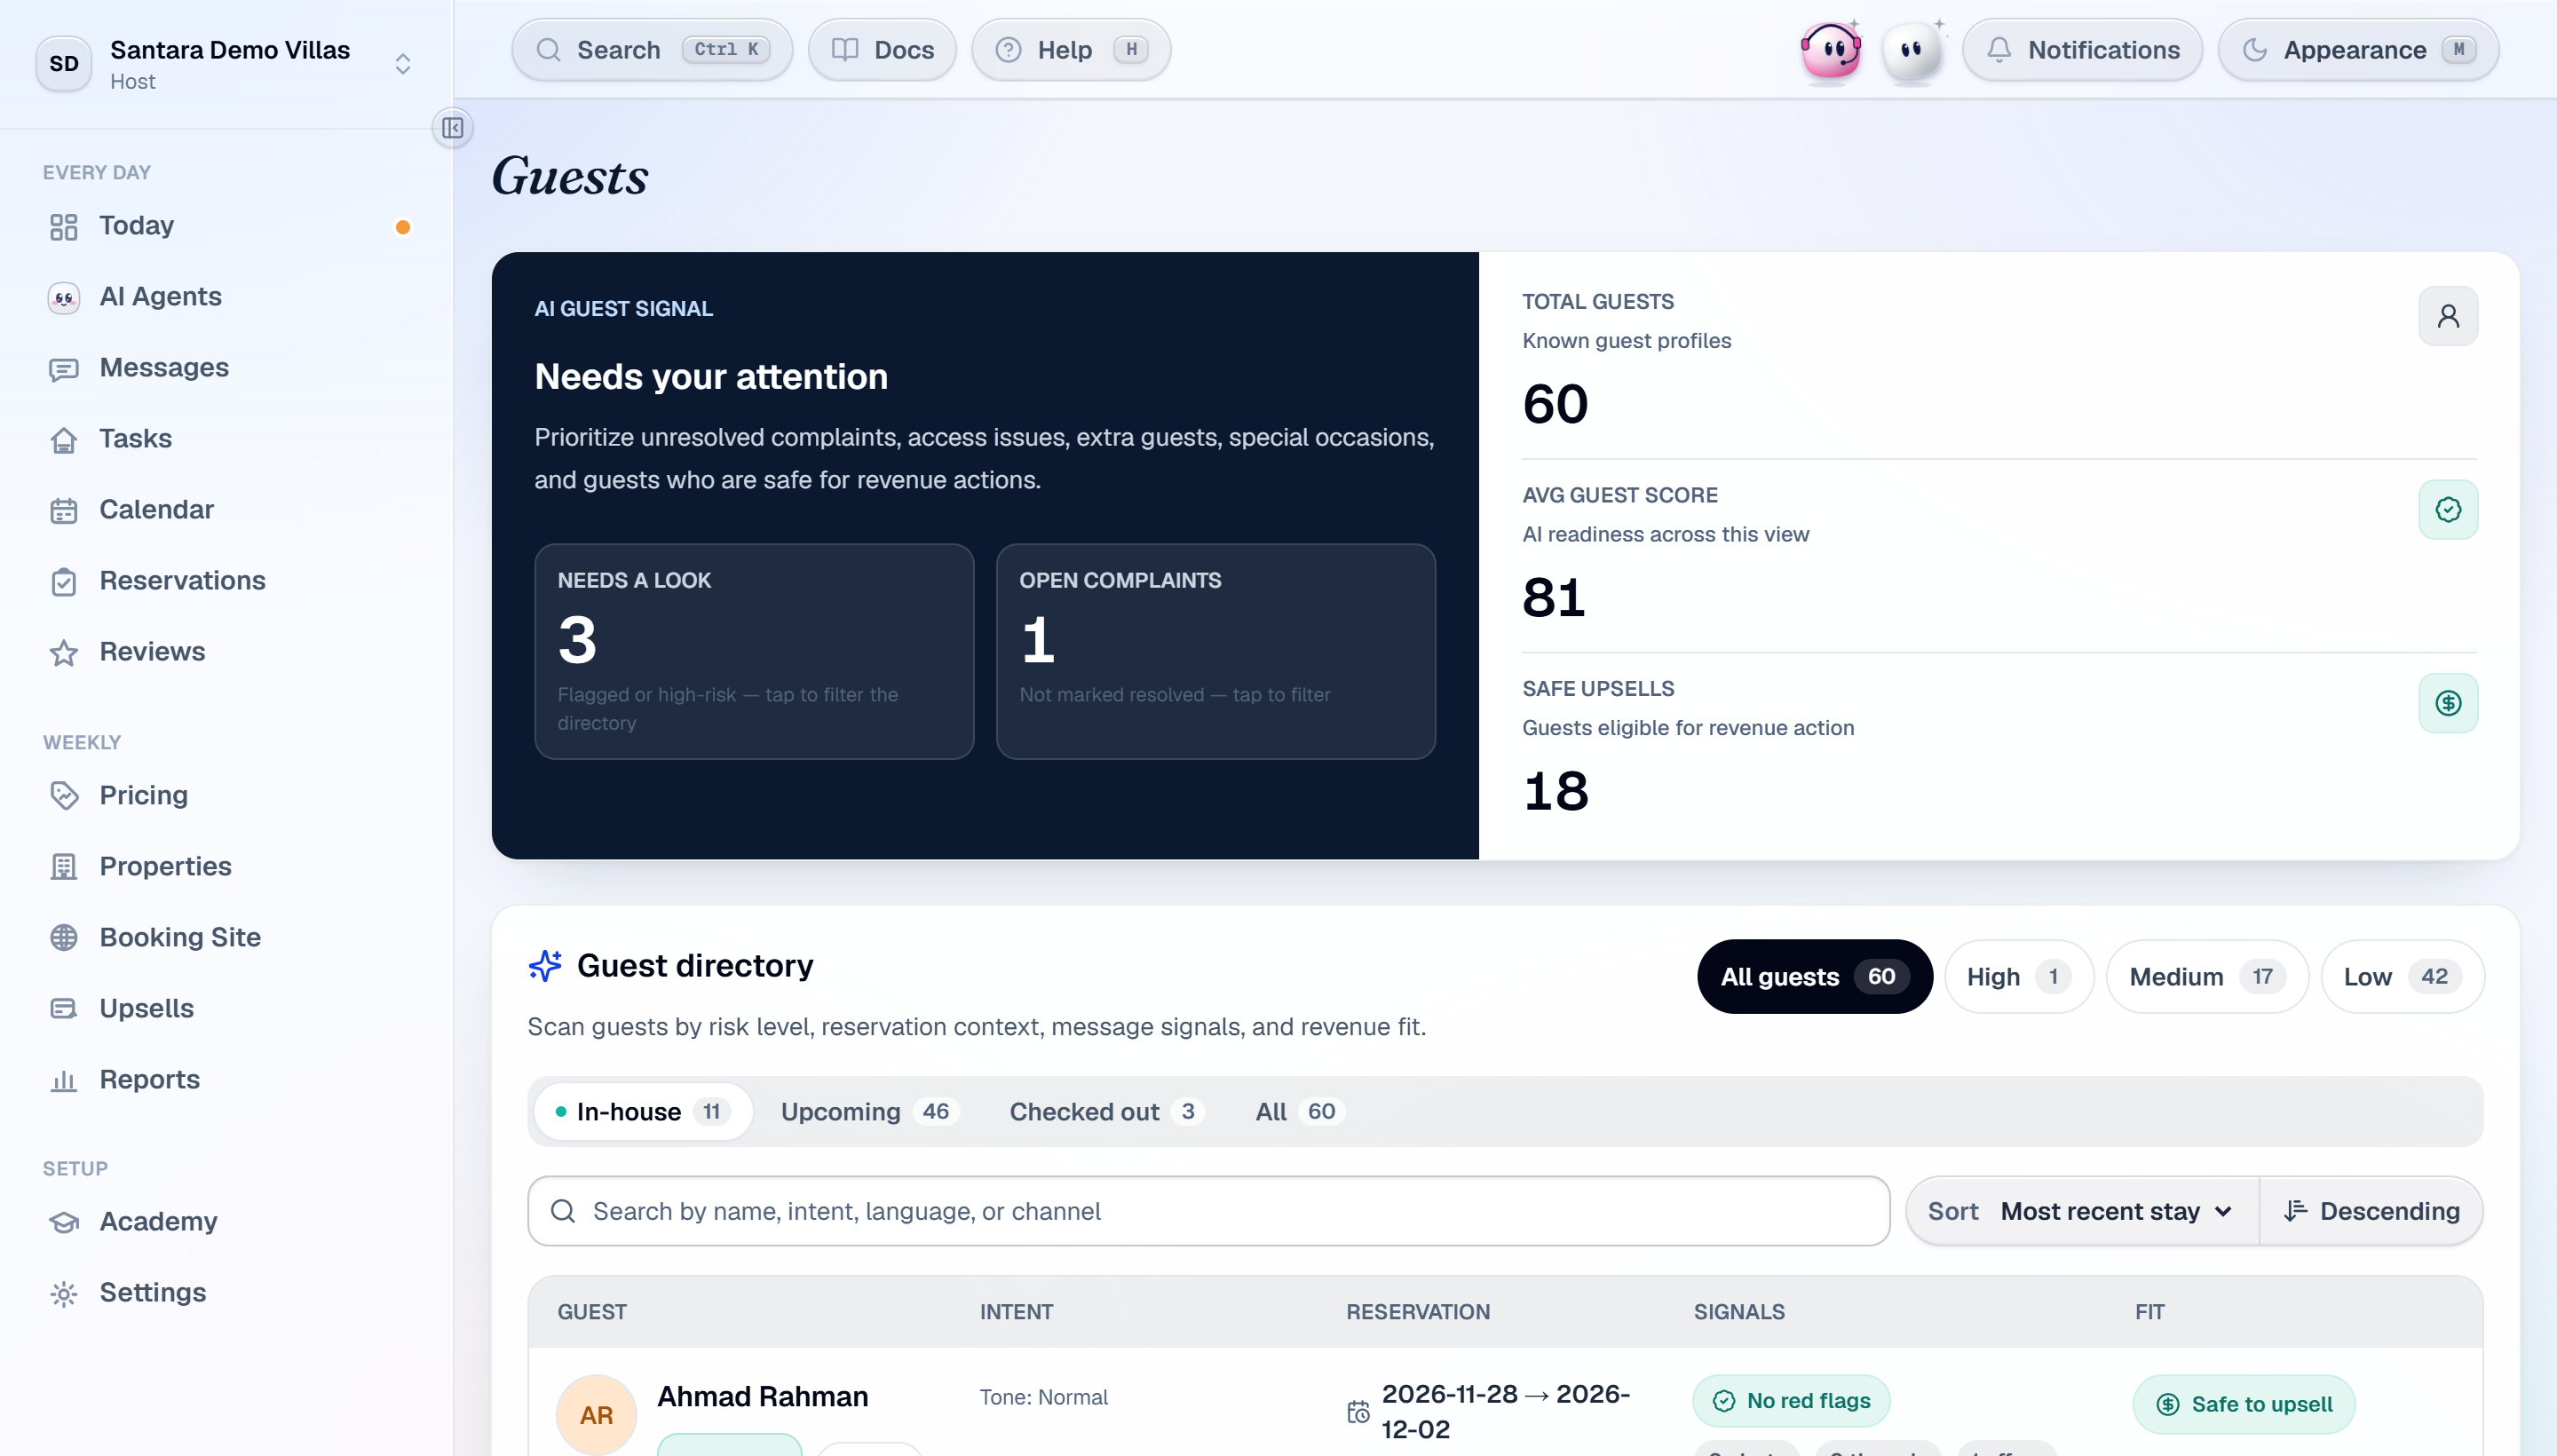 SD
Santara Demo Villas
Host
Search Ctrl K
Docs
Help H
Notifications
Appearance M
EVERY DAY
Today
AI Agents
Messages
Tasks
Calendar
Reservations
Reviews
WEEKLY
Pricing
Properties
Booking Site
Upsells
Reports
SETUP
Academy
Settings
Guests
AI GUEST SIGNAL
Needs your attention
Prioritize unresolved complaints, access issues, extra guests, special occasions,
and guests who are safe for revenue actions.
NEEDS A LOOK
3
Flagged or high-risk — tap to filter the
directory
OPEN COMPLAINTS
1
Not marked resolved — tap to filter
TOTAL GUESTS
Known guest profiles
60
AVG GUEST SCORE
AI readiness across this view
81
SAFE UPSELLS
Guests eligible for revenue action
18
Guest directory
Scan guests by risk level, reservation context, message signals, and revenue fit.
All guests 60
High 1
Medium 17
Low 42
In-house 11
Upcoming 46
Checked out 3
All 60
Search by name, intent, language, or channel
Sort Most recent stay
Descending
GUEST INTENT RESERVATION SIGNALS FIT
AR
Ahmad Rahman
Tone: Normal
2026-11-28 → 2026-
12-02
No red flags
Safe to upsell